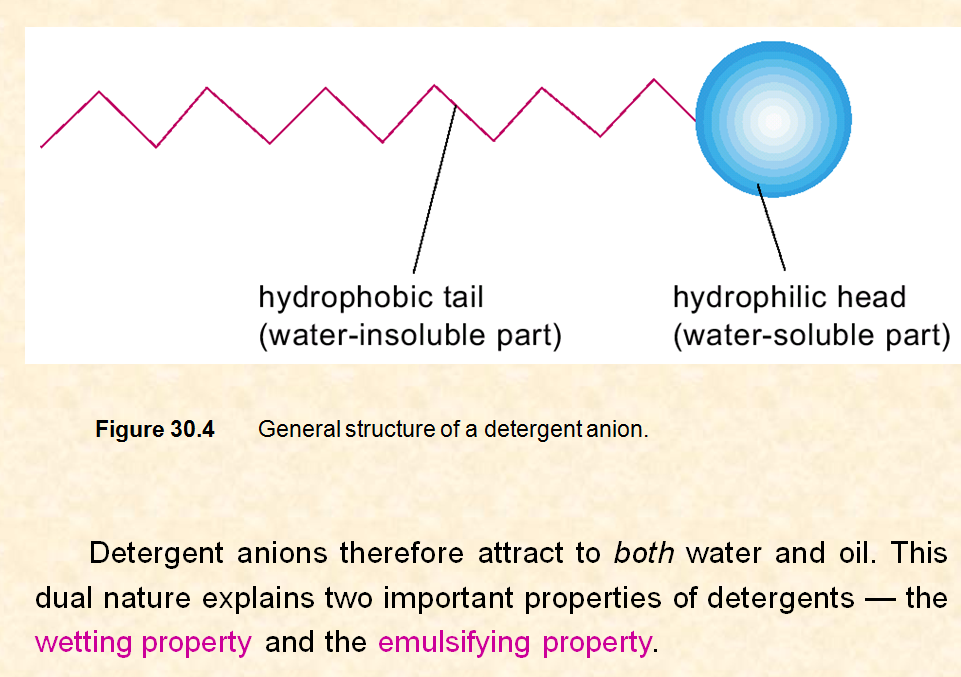 hydrophobic tail
(water-insoluble part)
hydrophilic head
(water-soluble part)
Figure 30.4 General structure of a detergent anion.
Detergent anions therefore attract to both water and oil. This
dual nature explains two important properties of detergents — the
wetting property and the emulsifying property.